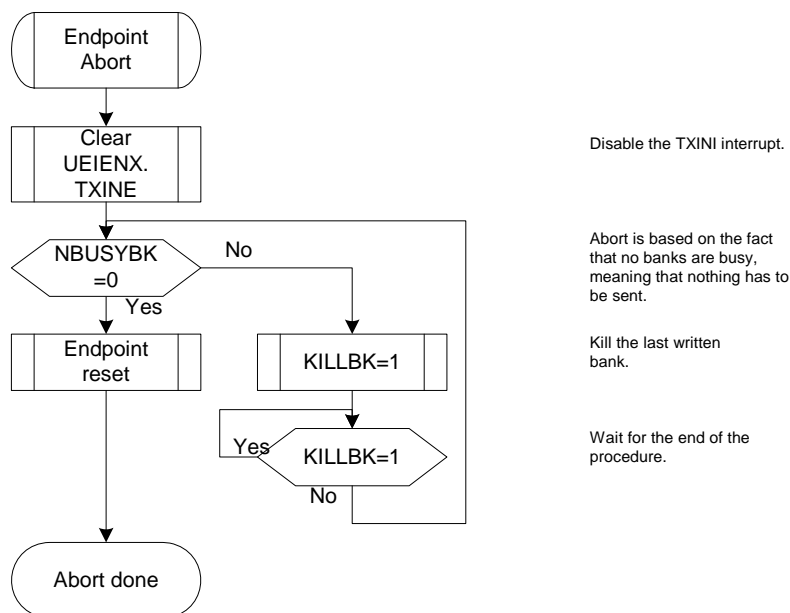 Endpoint
Abort
Clear
UEIENX.
TXINE
Disable the TXINI interrupt.
NBUSYBK
=0
No
Yes
Abort is based on the fact
that no banks are busy,
meaning that nothing has to
be sent.
Endpoint
reset
KILLBK=1
Kill the last written
bank.
Yes
KILLBK=1
No
Wait for the end of the
procedure.
Abort done